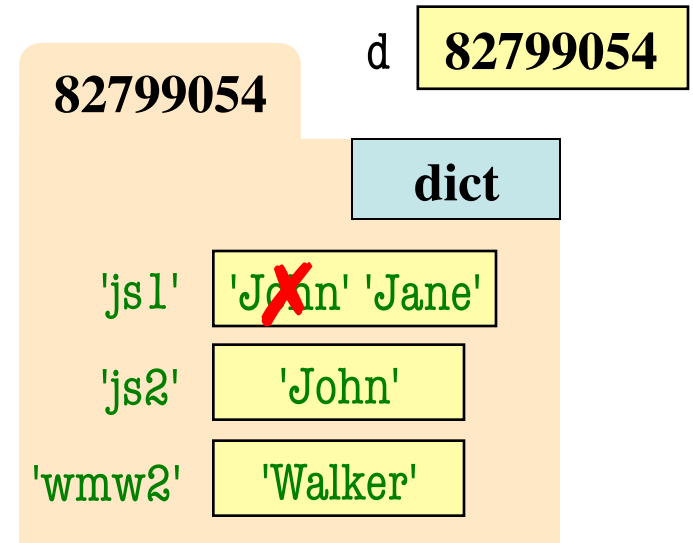 d 82799054
82799054
dict
'js1' 'John' 'Jane'
'js2' 'John'
'wmw2' 'Walker'